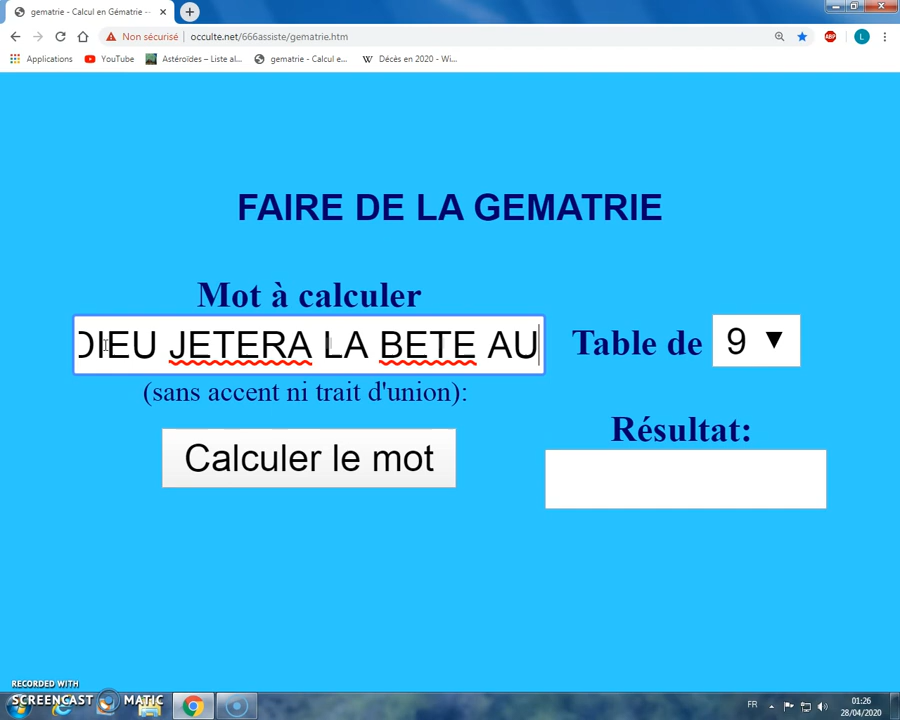 gematrie - Calcul en Gématrie --
Non sécurisé | occulte.net/666assiste/gematrie.htm
ABP
L
Applications YouTube Astéroïdes – Liste al... gematrie - Calcul e... W Décès en 2020 - Wi...
FAIRE DE LA GEMATRIE
Mot à calculer
DIEU JETERA LA BETE AU
Table de 9
(sans accent ni trait d'union):
Calculer le mot
Résultat:
RECORDED WITH
SCREENCAST MATIC
FR
01:26
28/04/2020